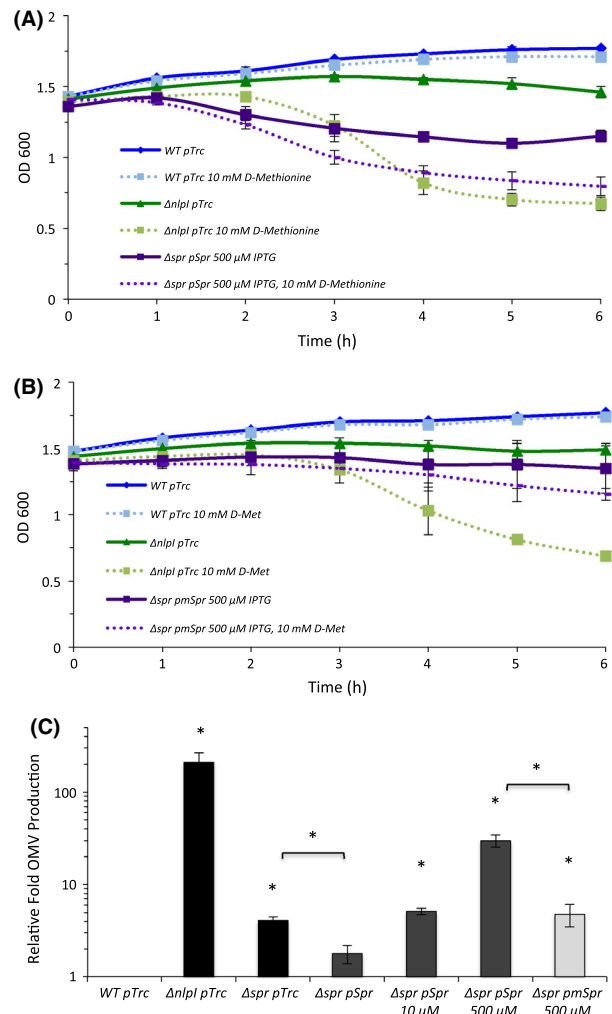 (A)
2
1.5
1
0.5
0
OD 600
WT pTrc
WT pTrc 10 mM D-Methionine
ΔnlpI pTrc
ΔnlpI pTrc 10 mM D-Methionine
Δspr pSpr 500 µM IPTG
Δspr pSpr 500 µM IPTG, 10 mM D-Methionine
0 1 2 3 4 5 6
Time (h)
(B)
2
1.5
1
0.5
0
OD 600
WT pTrc
WT pTrc 10 mM D-Met
ΔnlpI pTrc
ΔnlpI pTrc 10 mM D-Met
Δspr pmSpr 500 µM IPTG
Δspr pmSpr 500 µM IPTG, 10 mM D-Met
0 1 2 3 4 5 6
Time (h)
(C)
Relative Fold OMV Production
100
10
1
* * * * * * *
WT pTrc ΔnlpI pTrc Δspr pTrc Δspr pSpr Δspr pSpr Δspr pSpr Δspr pmSpr
10 µM 500 µM 500 µM